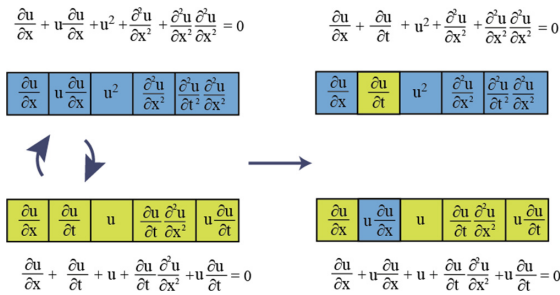 ∂u/∂x + u ∂u/∂x + u² + ∂²u/∂x² + ∂²u/∂x² ∂²u/∂x² = 0
∂u/∂x + ∂u/∂t + u² + ∂²u/∂x² + ∂²u/∂x² ∂²u/∂x² = 0
∂u/∂x | u ∂u/∂x | u² | ∂²u/∂x² | ∂²u/∂t² ∂²u/∂x²
∂u/∂x | ∂u/∂t | u² | ∂²u/∂x² | ∂²u/∂t² ∂²u/∂x²
∂u/∂x | ∂u/∂t | u | ∂u/∂t ∂²u/∂x² | u ∂u/∂t
∂u/∂x | u ∂u/∂x | u | ∂u/∂t ∂²u/∂x² | u ∂u/∂t
∂u/∂x + ∂u/∂t + u + ∂u/∂t ∂²u/∂x² + u ∂u/∂t = 0
∂u/∂x + u ∂u/∂x + u + ∂u/∂t ∂²u/∂x² + u ∂u/∂t = 0